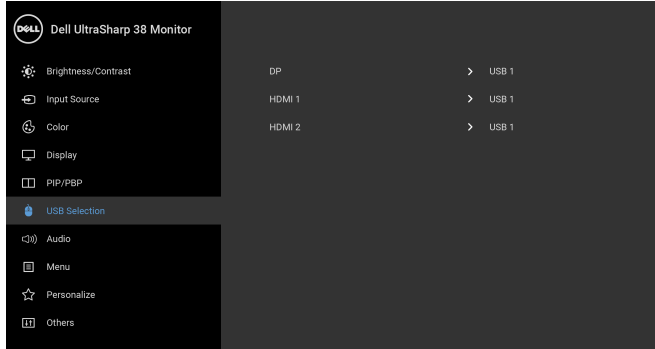 DELL Dell UltraSharp 38 Monitor
Brightness/Contrast
Input Source
Color
Display
PIP/PBP
USB Selection
Audio
Menu
Personalize
Others
DP > USB 1
HDMI 1 > USB 1
HDMI 2 > USB 1